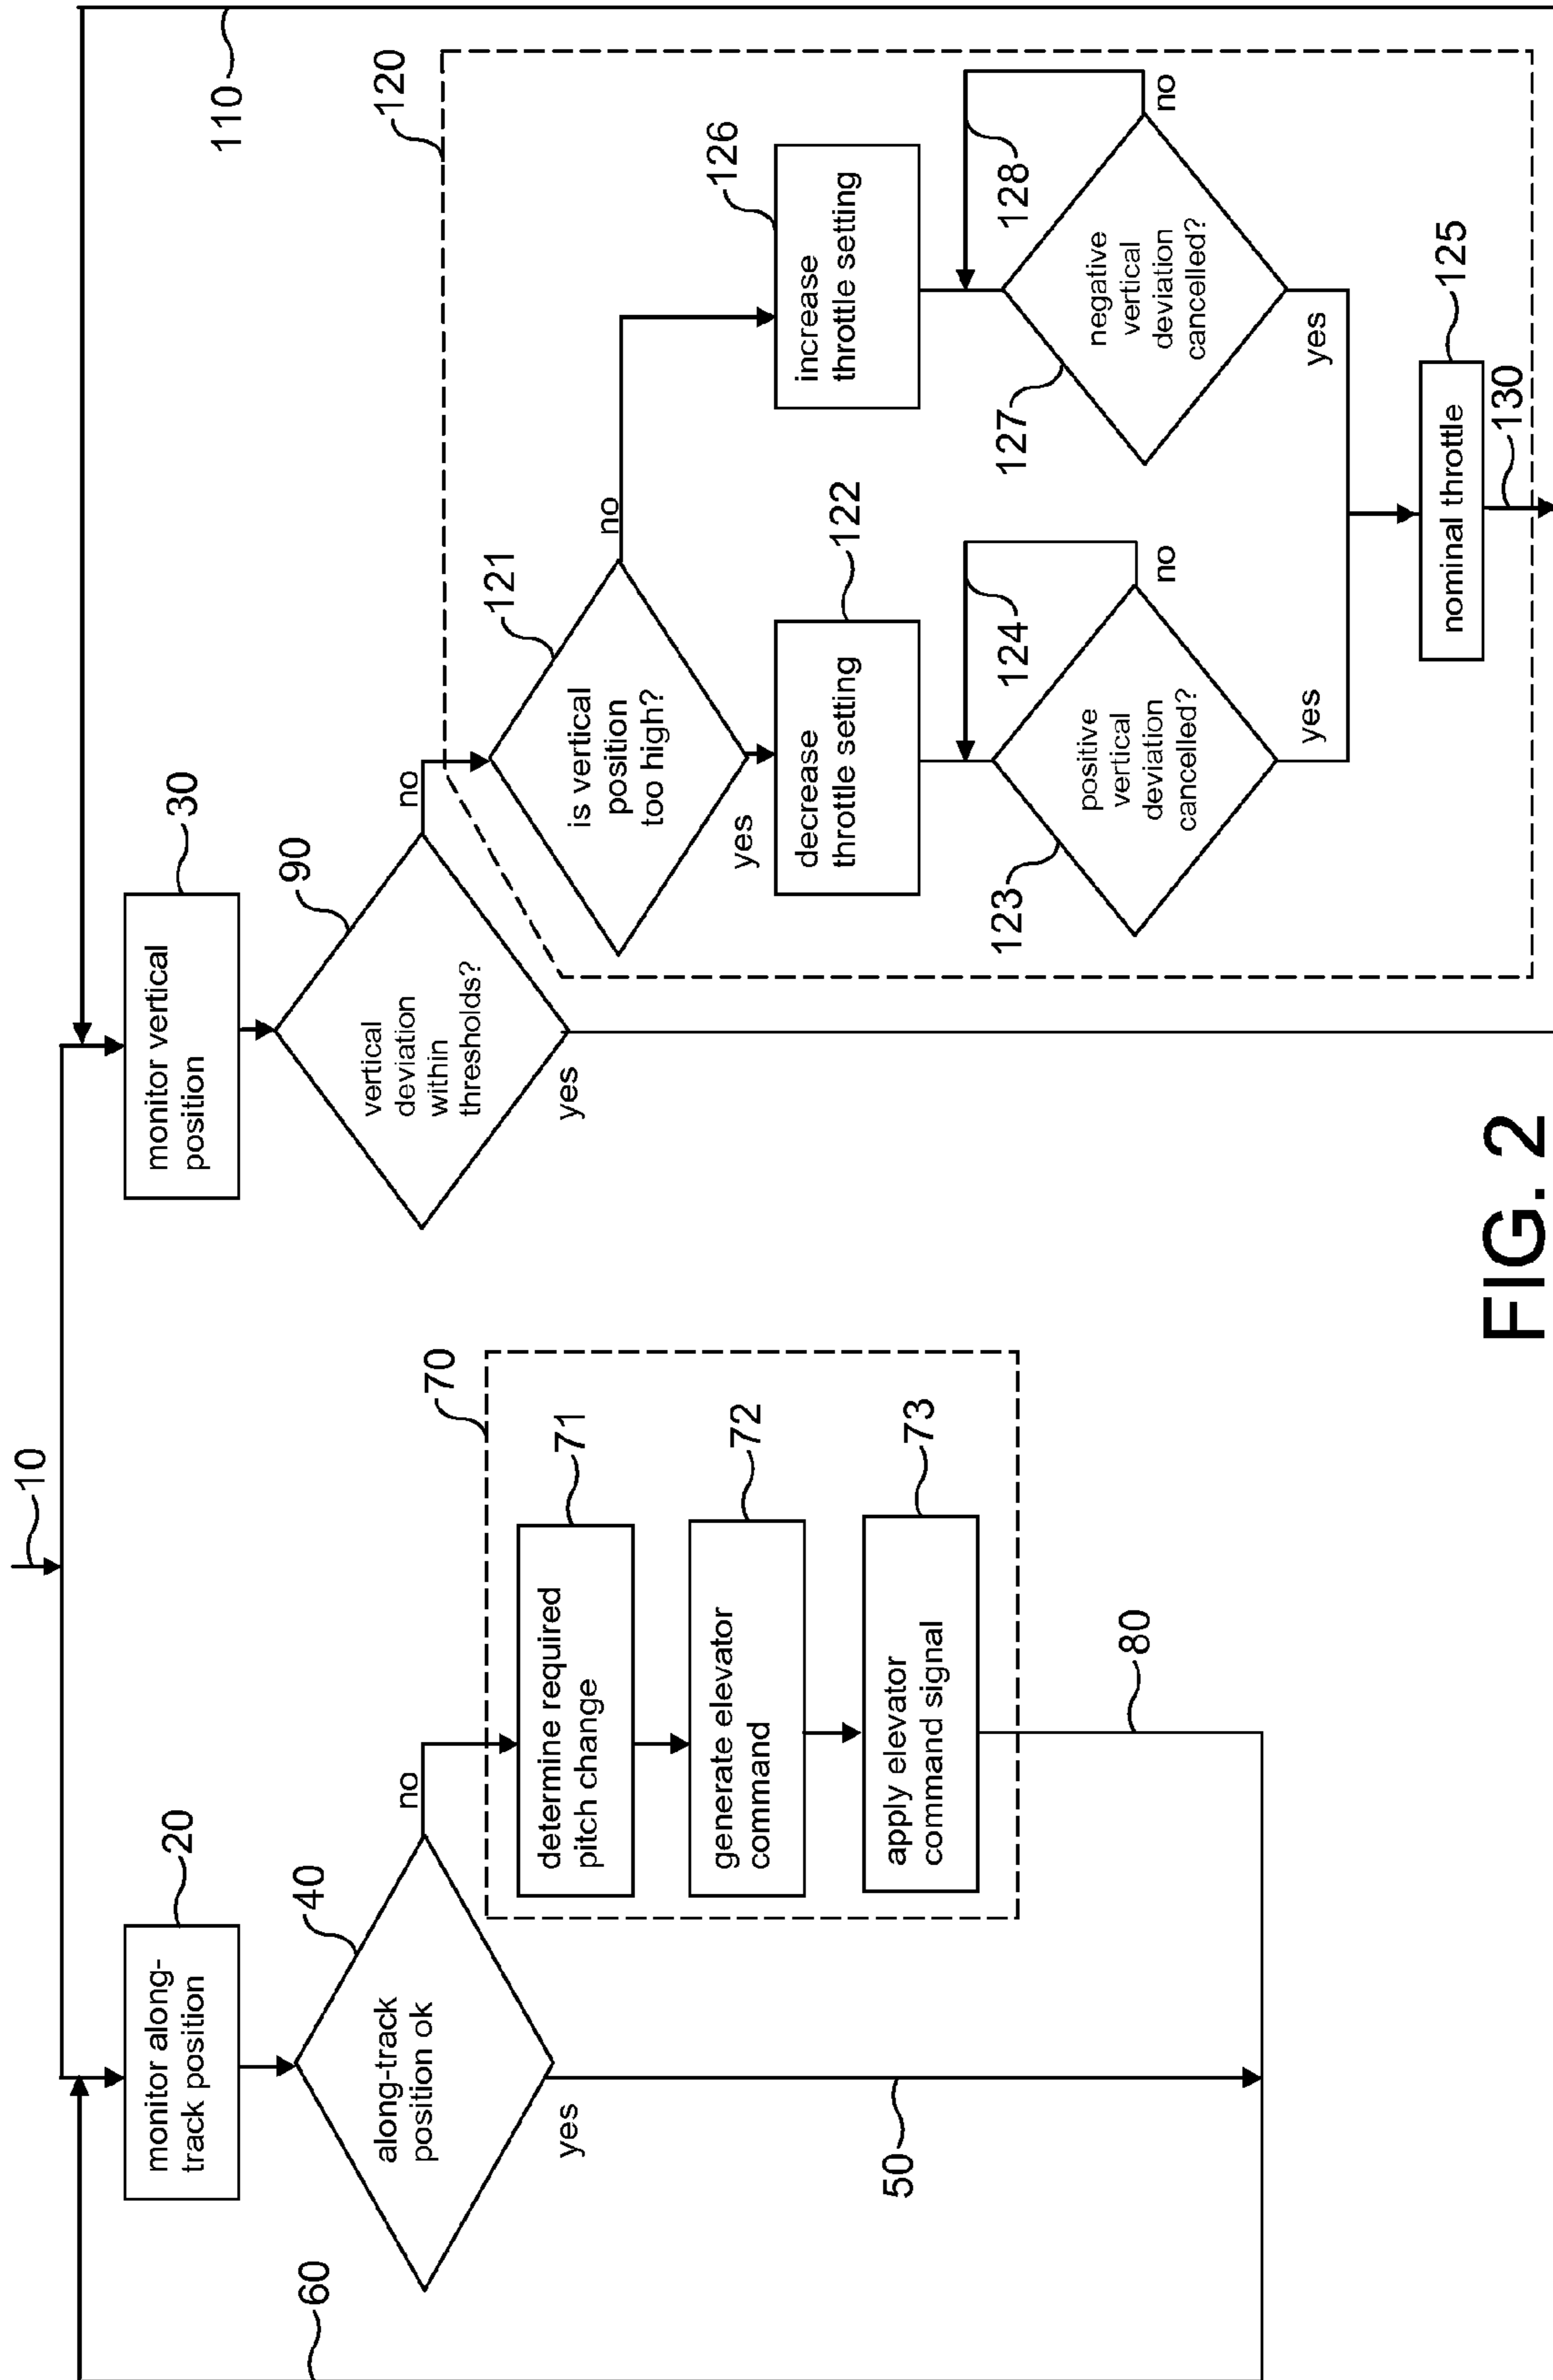 10
20
monitor along-
track position
30
monitor vertical
position
110
60
40
along-track
position ok
no
yes
50
70
71
determine required
pitch change
72
generate elevator
command
73
apply elevator
command signal
80
90
vertical
deviation
within
thresholds?
no
yes
120
121
is vertical
position
too high?
no
yes
122
decrease
throttle setting
126
increase
throttle setting
123
124
positive
vertical
deviation
cancelled?
no
yes
127
128
negative
vertical
deviation
cancelled?
no
yes
125
nominal throttle
130
FIG. 2